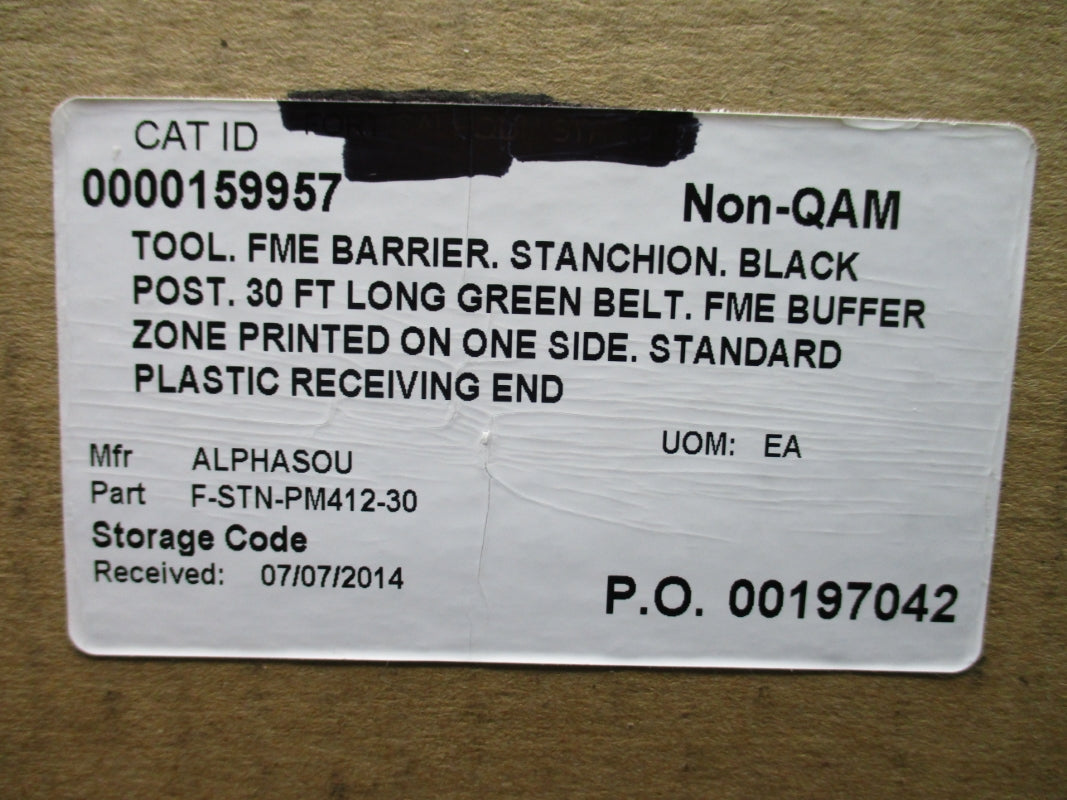 CAT ID
0000159957
Non-QAM
TOOL. FME BARRIER. STANCHION. BLACK
POST. 30 FT LONG GREEN BELT. FME BUFFER
ZONE PRINTED ON ONE SIDE. STANDARD
PLASTIC RECEIVING END
UOM: EA
Mfr ALPHASOU
Part F-STN-PM412-30
Storage Code
Received: 07/07/2014
P.O. 00197042